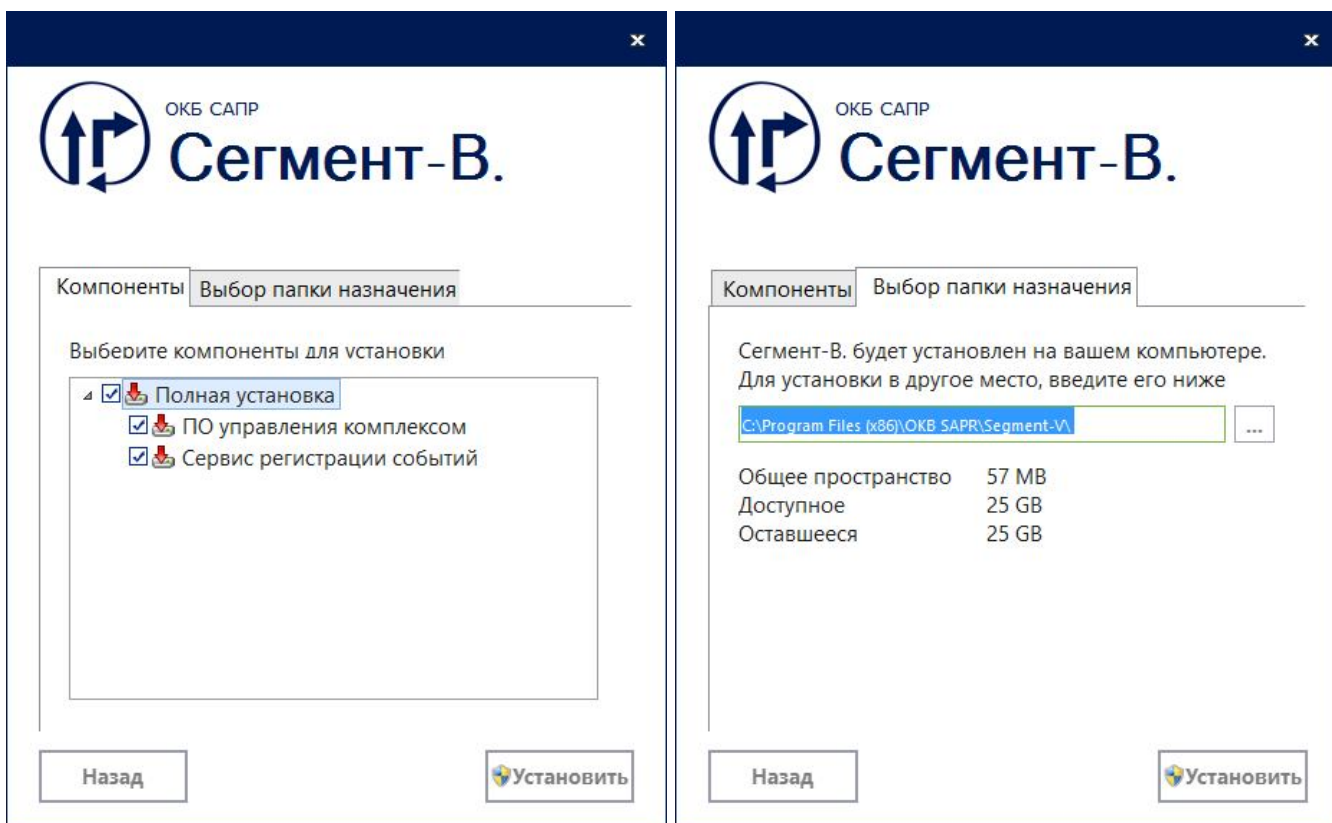 ОКБ САПР
Сегмент-В.
Компоненты
Выбор папки назначения
Выберите компоненты для установки
Полная установка
ПО управления комплексом
Сервис регистрации событий
Назад
Установить
ОКБ САПР
Сегмент-В.
Компоненты
Выбор папки назначения
Сегмент-В. будет установлен на вашем компьютере.
Для установки в другое место, введите его ниже
C:\Program Files (x86)\OKB SAPR\Segment-V\
...
Общее пространство 57 MB
Доступное 25 GB
Оставшееся 25 GB
Назад
Установить